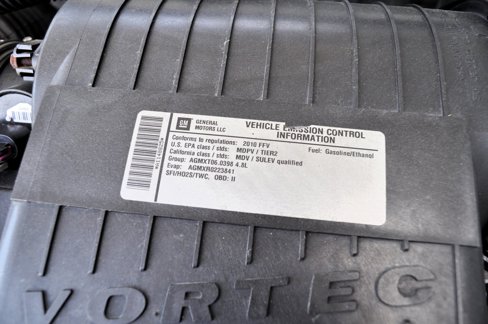 GM
GENERAL MOTORS LLC
VEHICLE EMISSION CONTROL INFORMATION
Conforms to regulations: 2010 FFV
Fuel: Gasoline/Ethanol
U.S. EPA class / stds: MDPV / TIER2
California class / stds: MDV / SULEV qualified
Group: AGMXT06.0398 4.8L
Evap: AGMXR0223841
SFI/HO2S/TWC, OBD: II
VORTEC